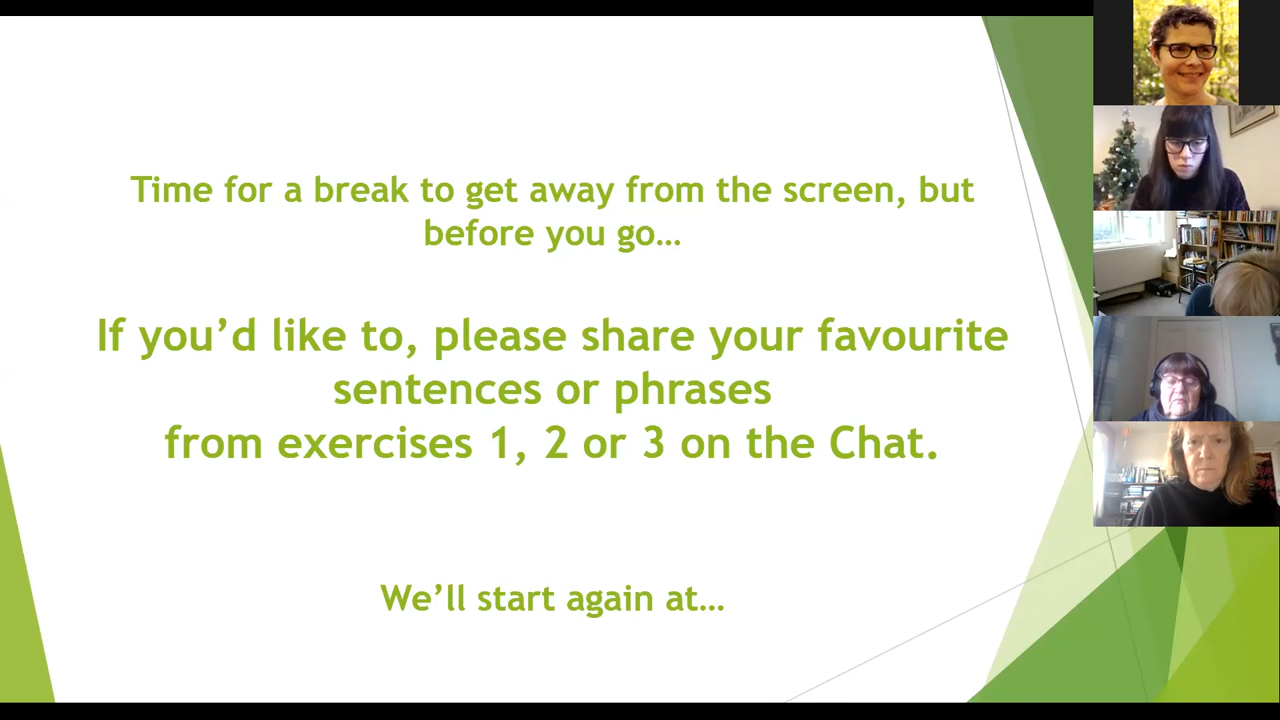 Time for a break to get away from the screen, but
before you go…
If you’d like to, please share your favourite
sentences or phrases
from exercises 1, 2 or 3 on the Chat.
We’ll start again at…